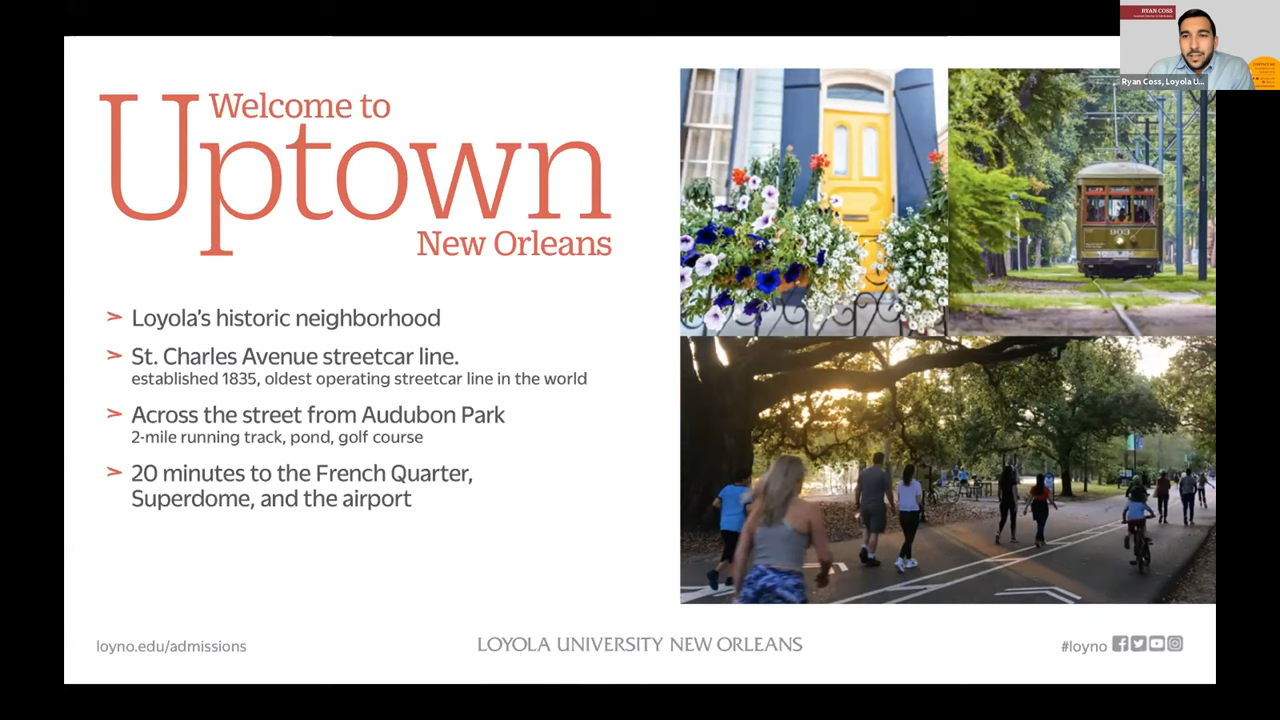 RYAN COSS
Ryan Coss, Loyola U...
Welcome to
Uptown
New Orleans
➢ Loyola's historic neighborhood
➢ St. Charles Avenue streetcar line.
established 1835, oldest operating streetcar line in the world
➢ Across the street from Audubon Park
2-mile running track, pond, golf course
➢ 20 minutes to the French Quarter,
Superdome, and the airport
903
loyno.edu/admissions
LOYOLA UNIVERSITY NEW ORLEANS
#loyno